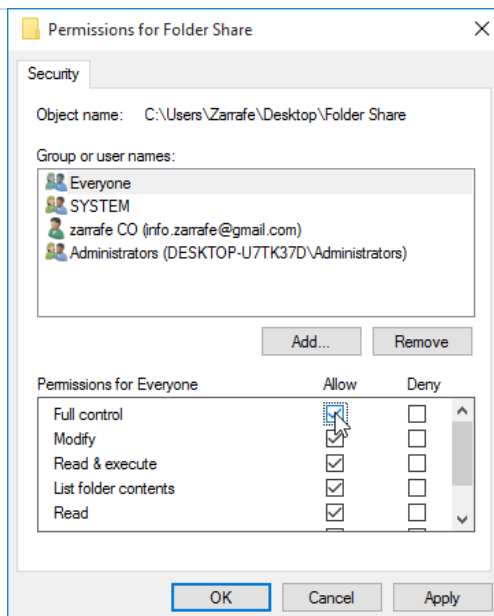 Permissions for Folder Share
Security
Object name: C:\Users\Zarrafe\Desktop\Folder Share
Group or user names:
Everyone
SYSTEM
zarrafe CO (info.zarrafe@gmail.com)
Administrators (DESKTOP-U7TK37D\Administrators)
Add... Remove
Permissions for Everyone Allow Deny
Full control
Modify
Read & execute
List folder contents
Read
OK Cancel Apply